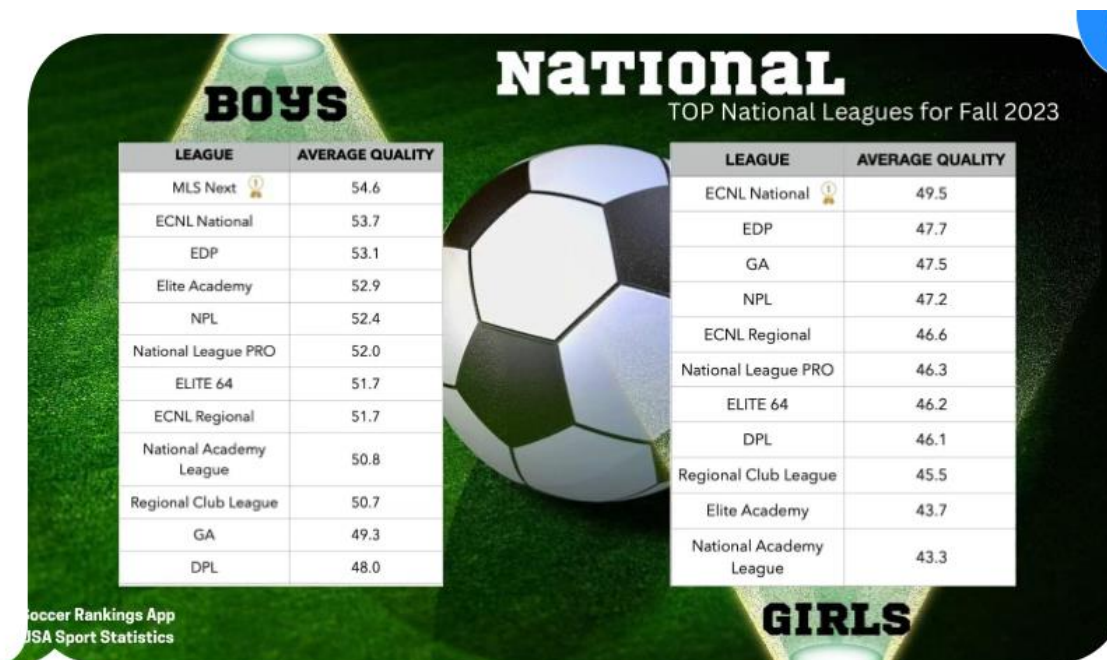 BOYS
LEAGUE AVERAGE QUALITY
MLS Next 54.6
ECNL National 53.7
EDP 53.1
Elite Academy 52.9
NPL 52.4
National League PRO 52.0
ELITE 64 51.7
ECNL Regional 51.7
National Academy
League 50.8
Regional Club League 50.7
GA 49.3
DPL 48.0
NaTIOnaL
TOP National Leagues for Fall 2023
LEAGUE AVERAGE QUALITY
ECNL National 49.5
EDP 47.7
GA 47.5
NPL 47.2
ECNL Regional 46.6
National League PRO 46.3
ELITE 64 46.2
DPL 46.1
Regional Club League 45.5
Elite Academy 43.7
National Academy
League 43.3
GIRLS
occer Rankings App
USA Sport Statistics